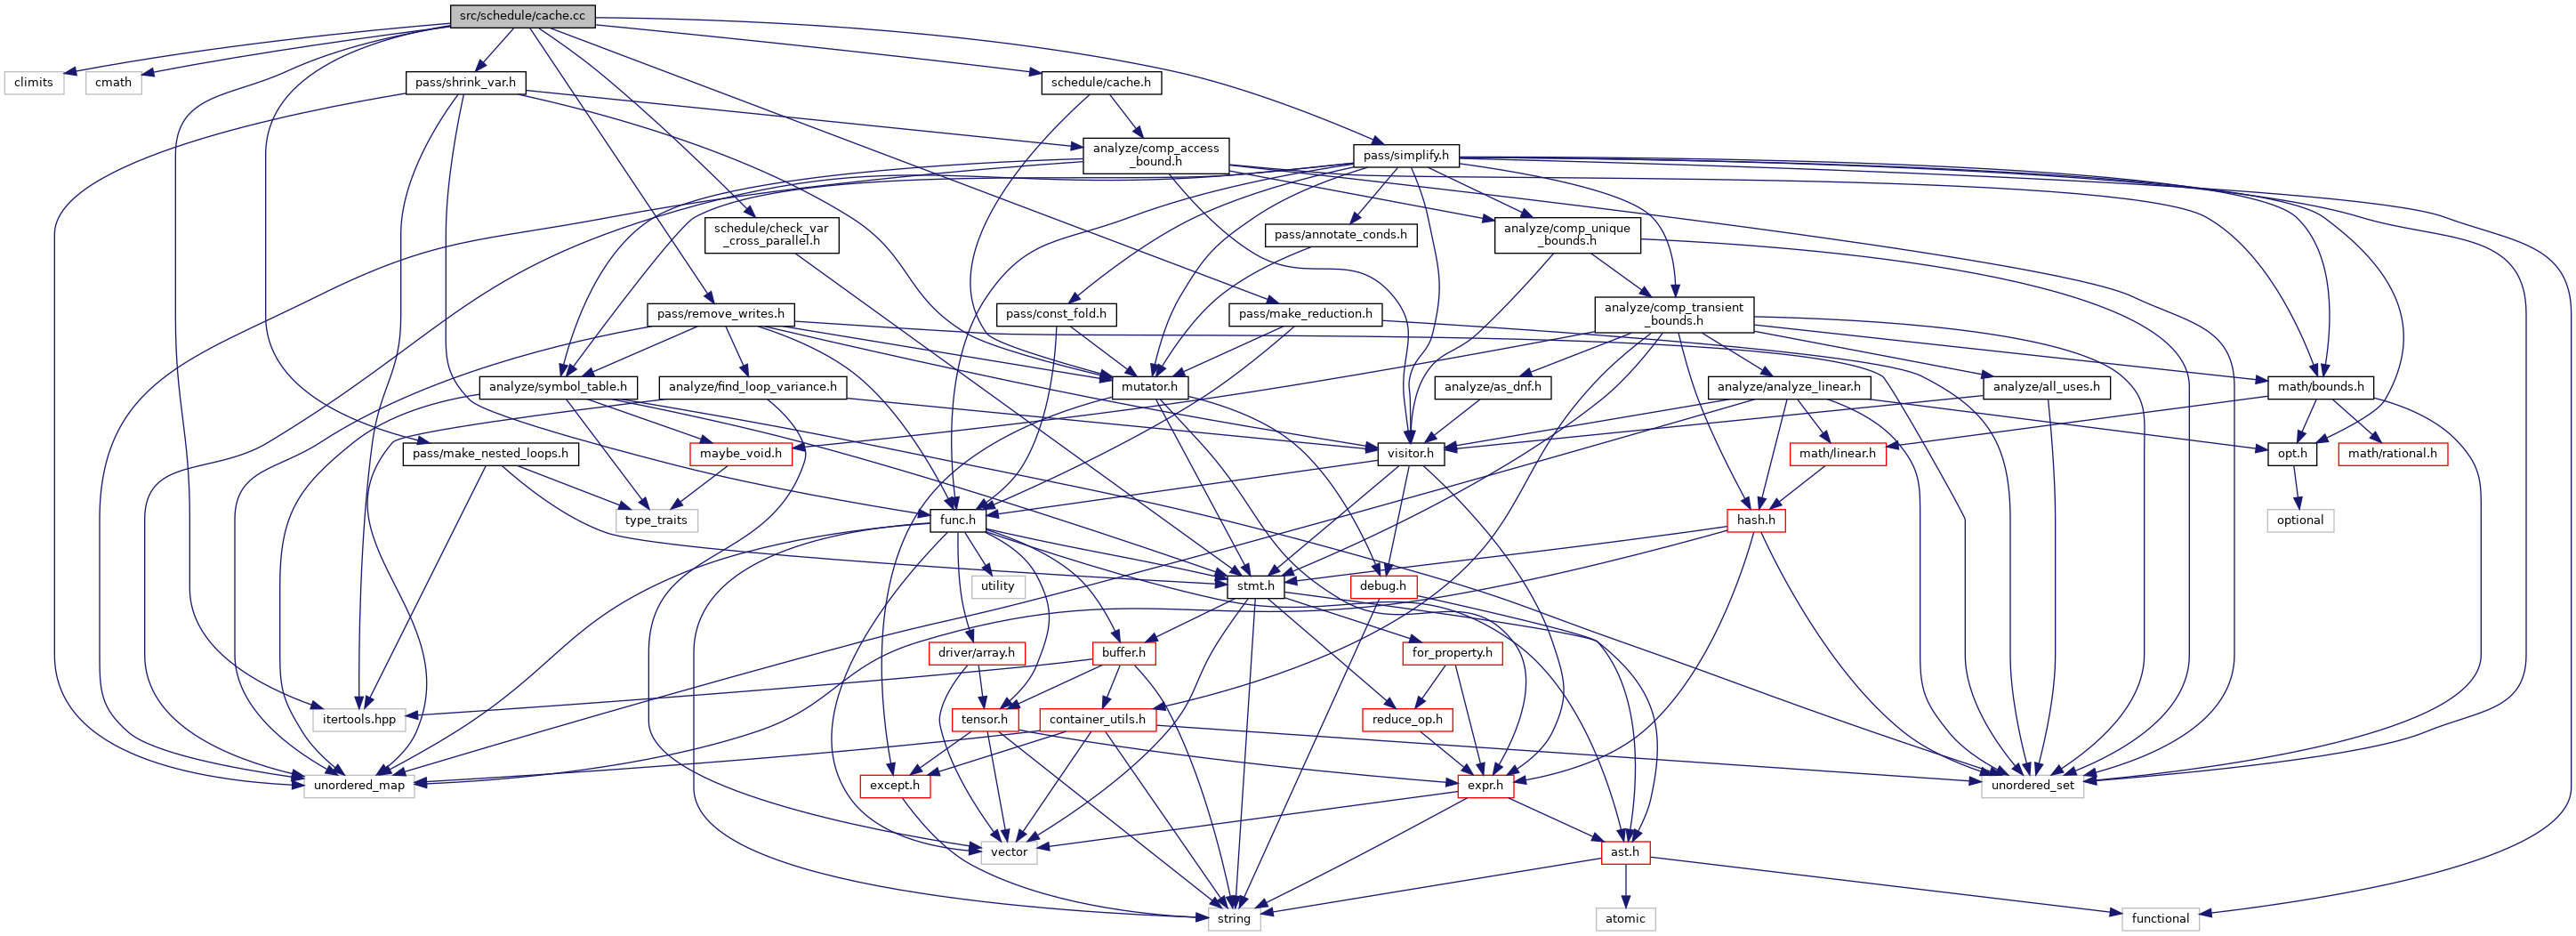 src/schedule/cache.cc
climits
cmath
pass/shrink_var.h
schedule/cache.h
analyze/comp_access
_bound.h
pass/simplify.h
schedule/check_var
_cross_parallel.h
pass/annotate_conds.h
analyze/comp_unique
_bounds.h
pass/remove_writes.h
pass/const_fold.h
pass/make_reduction.h
analyze/comp_transient
_bounds.h
analyze/symbol_table.h
analyze/find_loop_variance.h
mutator.h
analyze/as_dnf.h
analyze/analyze_linear.h
analyze/all_uses.h
math/bounds.h
pass/make_nested_loops.h
maybe_void.h
visitor.h
math/linear.h
opt.h
math/rational.h
type_traits
func.h
hash.h
optional
utility
stmt.h
debug.h
driver/array.h
buffer.h
for_property.h
itertools.hpp
tensor.h
container_utils.h
reduce_op.h
unordered_map
except.h
expr.h
unordered_set
vector
ast.h
string
atomic
functional